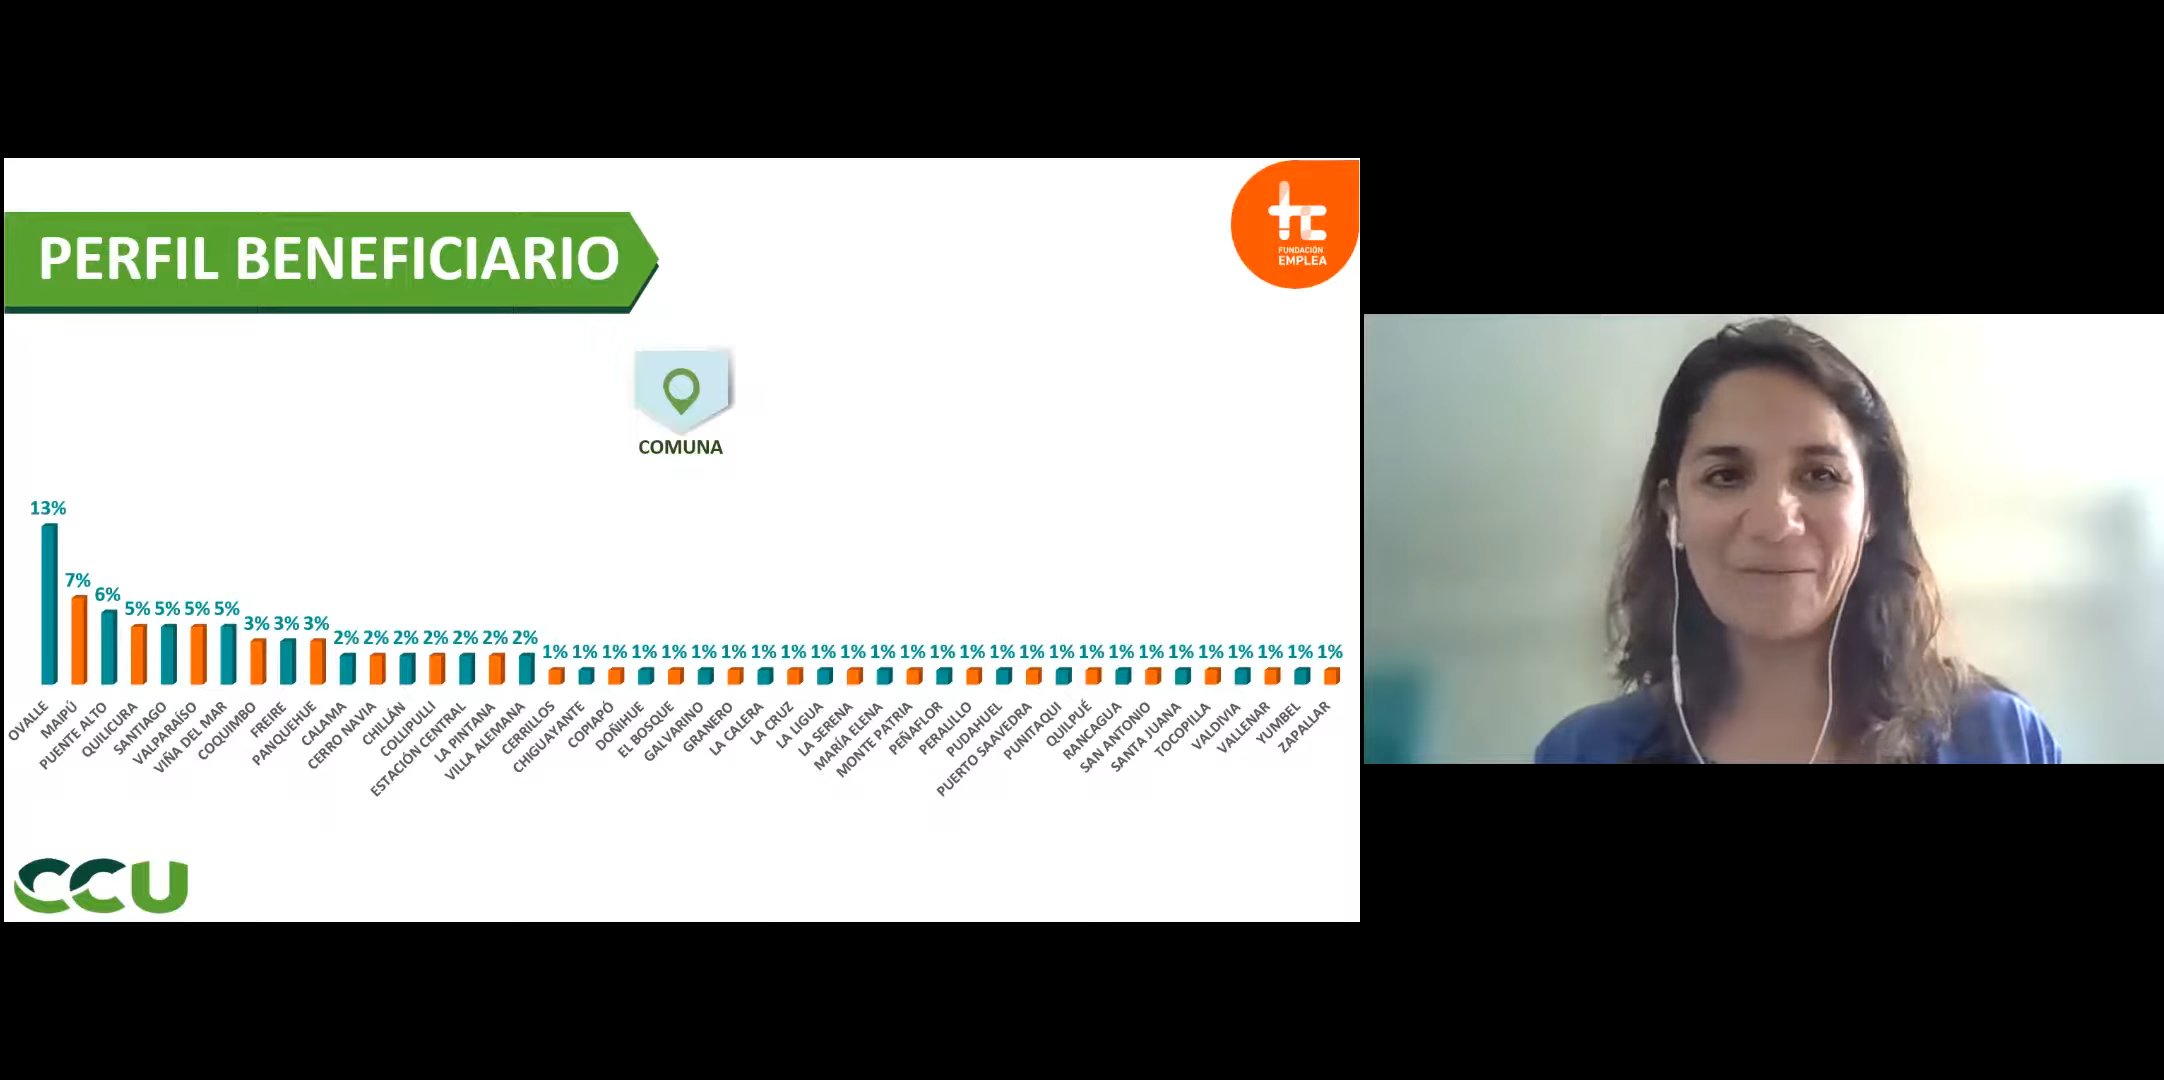 PERFIL BENEFICIARIO
FUNDACIÓN
EMPLEA
COMUNA
13% 7% 6% 5% 5% 5% 5% 3% 3% 3% 2% 2% 2% 2% 2% 2% 2% 1% 1% 1% 1% 1% 1% 1% 1% 1% 1% 1% 1% 1% 1% 1% 1% 1% 1% 1% 1% 1% 1% 1% 1% 1% 1% 1%
OVALLE
MAIPÚ
PUENTE ALTO
QUILICURA
SANTIAGO
VALPARAÍSO
VIÑA DEL MAR
COQUIMBO
FREIRE
PANQUEHUE
CALAMA
CERRO NAVIA
CHILLÁN
COLLIPULLI
ESTACIÓN CENTRAL
LA PINTANA
VILLA ALEMANA
CERRILLOS
CHIGUAYANTE
COPIAPÓ
DOÑIHUE
EL BOSQUE
GALVARINO
GRANERO
LA CALERA
LA CRUZ
LA LIGUA
LA SERENA
MARÍA ELENA
MONTE PATRIA
PEÑAFLOR
PERALILLO
PUDAHUEL
PUERTO SAAVEDRA
PUNITAQUI
QUILPUÉ
RANCAGUA
SAN ANTONIO
SANTA JUANA
TOCOPILLA
VALDIVIA
VALLENAR
YUMBEL
ZAPALLAR
CCU